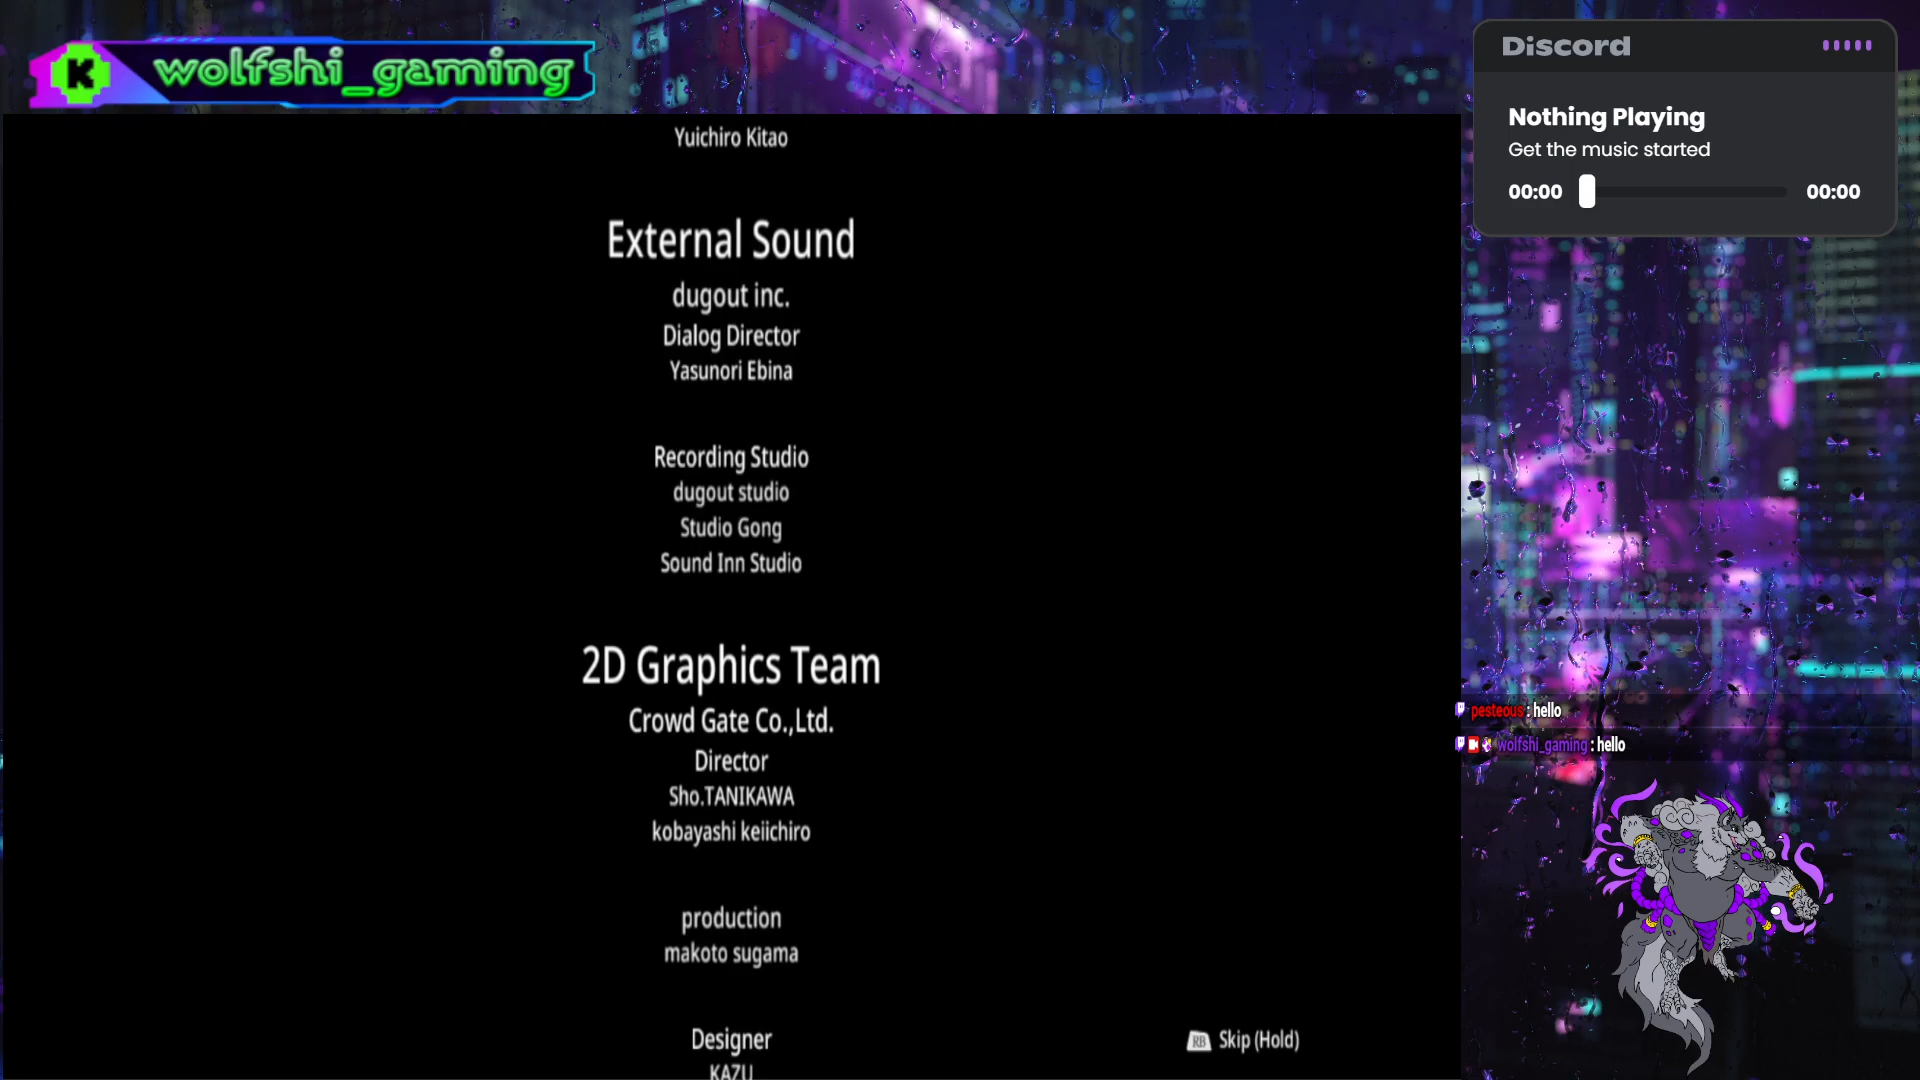 K wolfshi_gaming
Discord
Nothing Playing
Get the music started
00:00 00:00
Yuichiro Kitao
External Sound
dugout inc.
Dialog Director
Yasunori Ebina
Recording Studio
dugout studio
Studio Gong
Sound Inn Studio
2D Graphics Team
Crowd Gate Co.,Ltd.
Director
Sho.TANIKAWA
kobayashi keiichiro
production
makoto sugama
Designer
KAZU
RB Skip (Hold)
pesteous : hello
wolfshi_gaming : hello